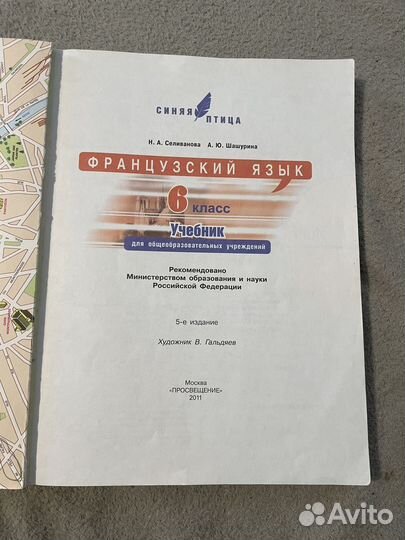 СИНЯЯ
ПТИЦА
Н. А. Селиванова А. Ю. Шашурина
ФРАНЦУЗСКИЙ ЯЗЫК
6 класс
Учебник
для общеобразовательных учреждений
Рекомендовано
Министерством образования и науки
Российской Федерации
5-е издание
Художник В. Гальдяев
Москва
«ПРОСВЕЩЕНИЕ»
2011
Avito